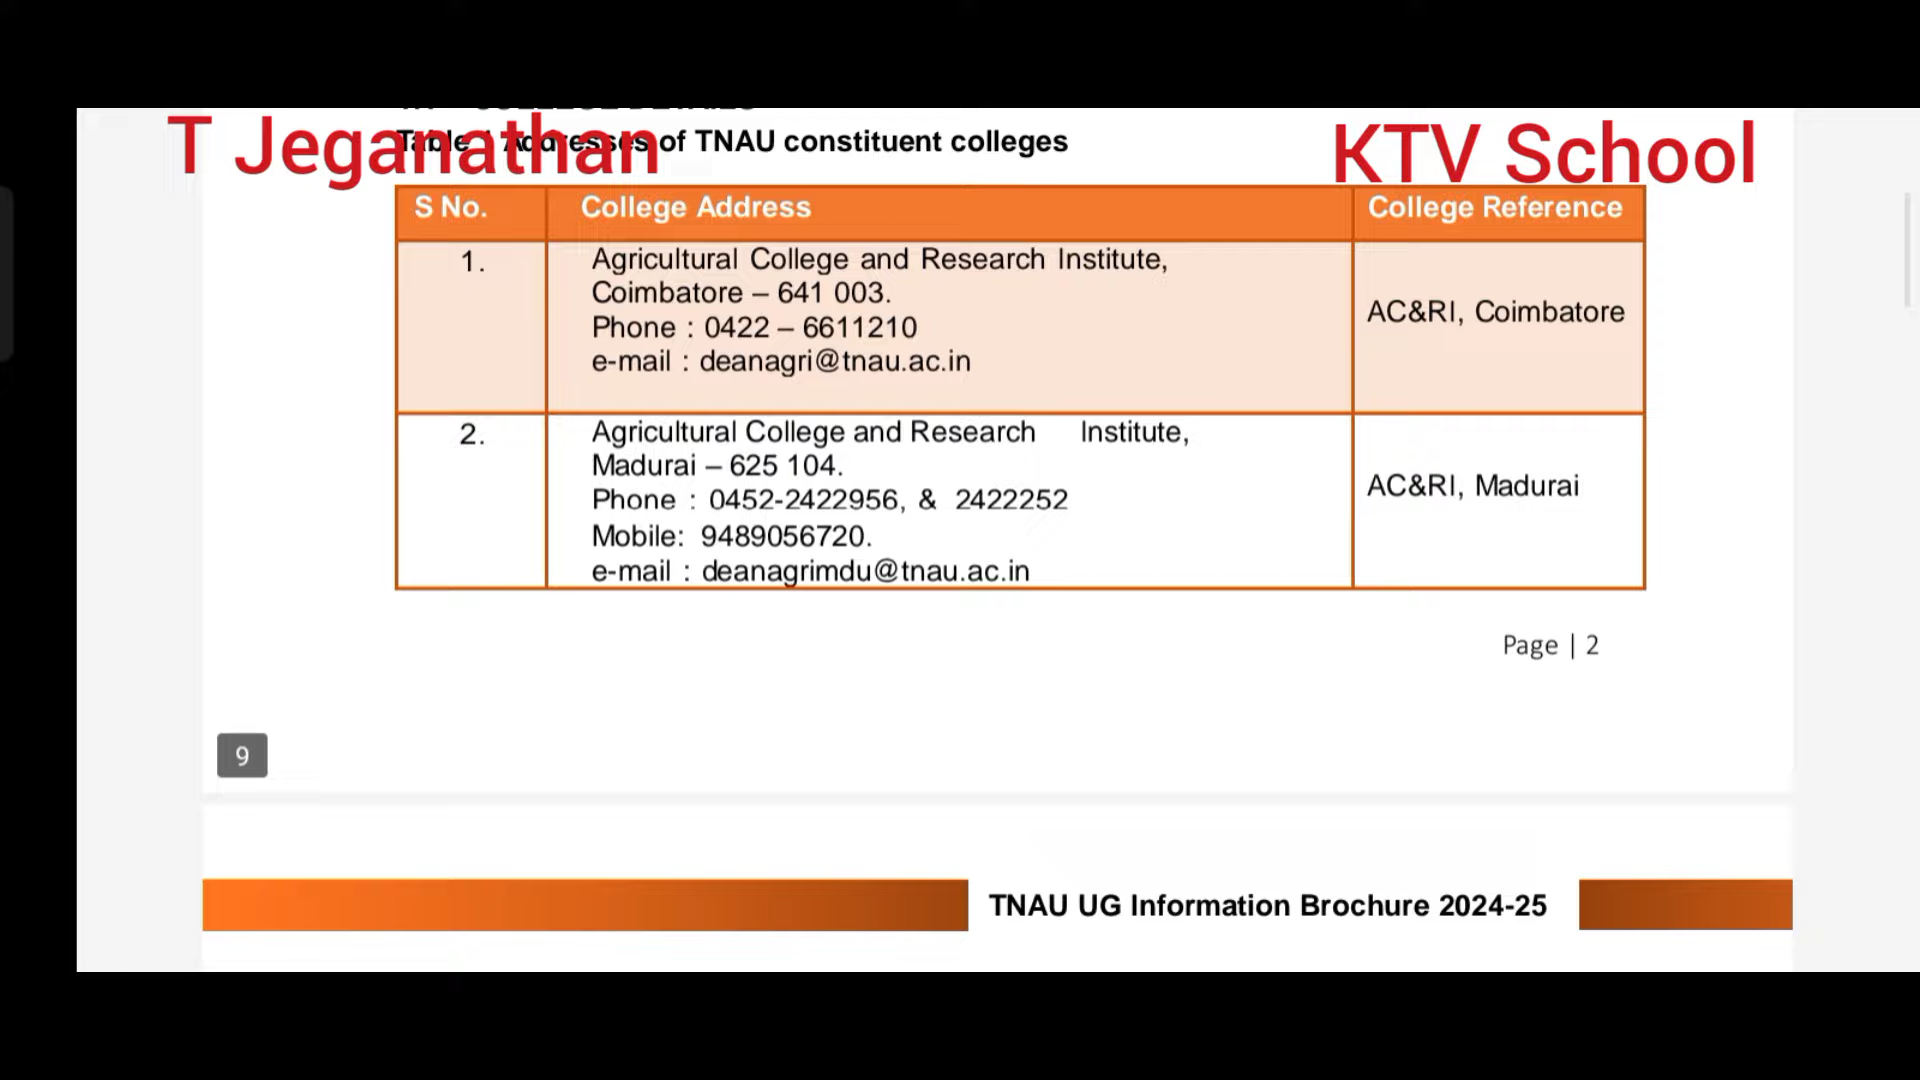 T Jeganathan
KTV School
Table Addresses of TNAU constituent colleges
S No.
College Address
College Reference
1.
Agricultural College and Research Institute,
Coimbatore – 641 003.
Phone : 0422 – 6611210
e-mail : deanagri@tnau.ac.in
AC&RI, Coimbatore
2.
Agricultural College and Research Institute,
Madurai – 625 104.
Phone : 0452-2422956, & 2422252
Mobile: 9489056720.
e-mail : deanagrimdu@tnau.ac.in
AC&RI, Madurai
Page | 2
9
TNAU UG Information Brochure 2024-25